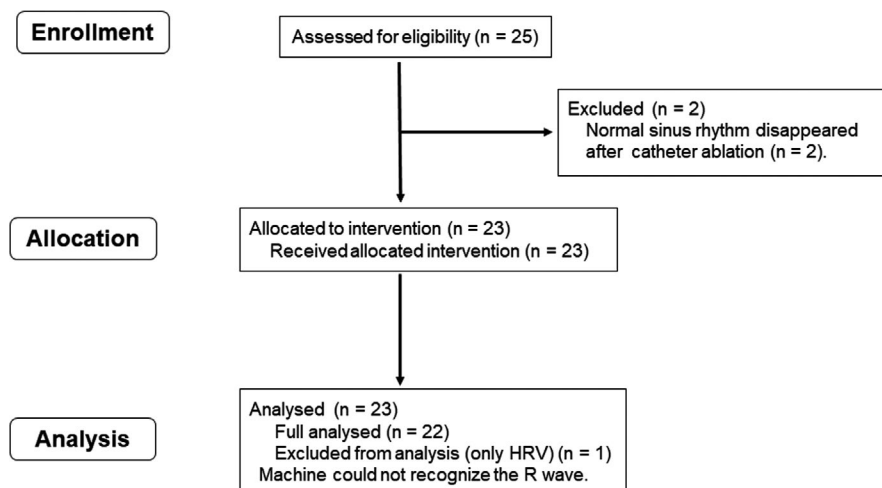 Enrollment
Assessed for eligibility (n = 25)
Excluded (n = 2)
Normal sinus rhythm disappeared
after catheter ablation (n = 2).
Allocation
Allocated to intervention (n = 23)
Received allocated intervention (n = 23)
Analysis
Analysed (n = 23)
Full analysed (n = 22)
Excluded from analysis (only HRV) (n = 1)
Machine could not recognize the R wave.